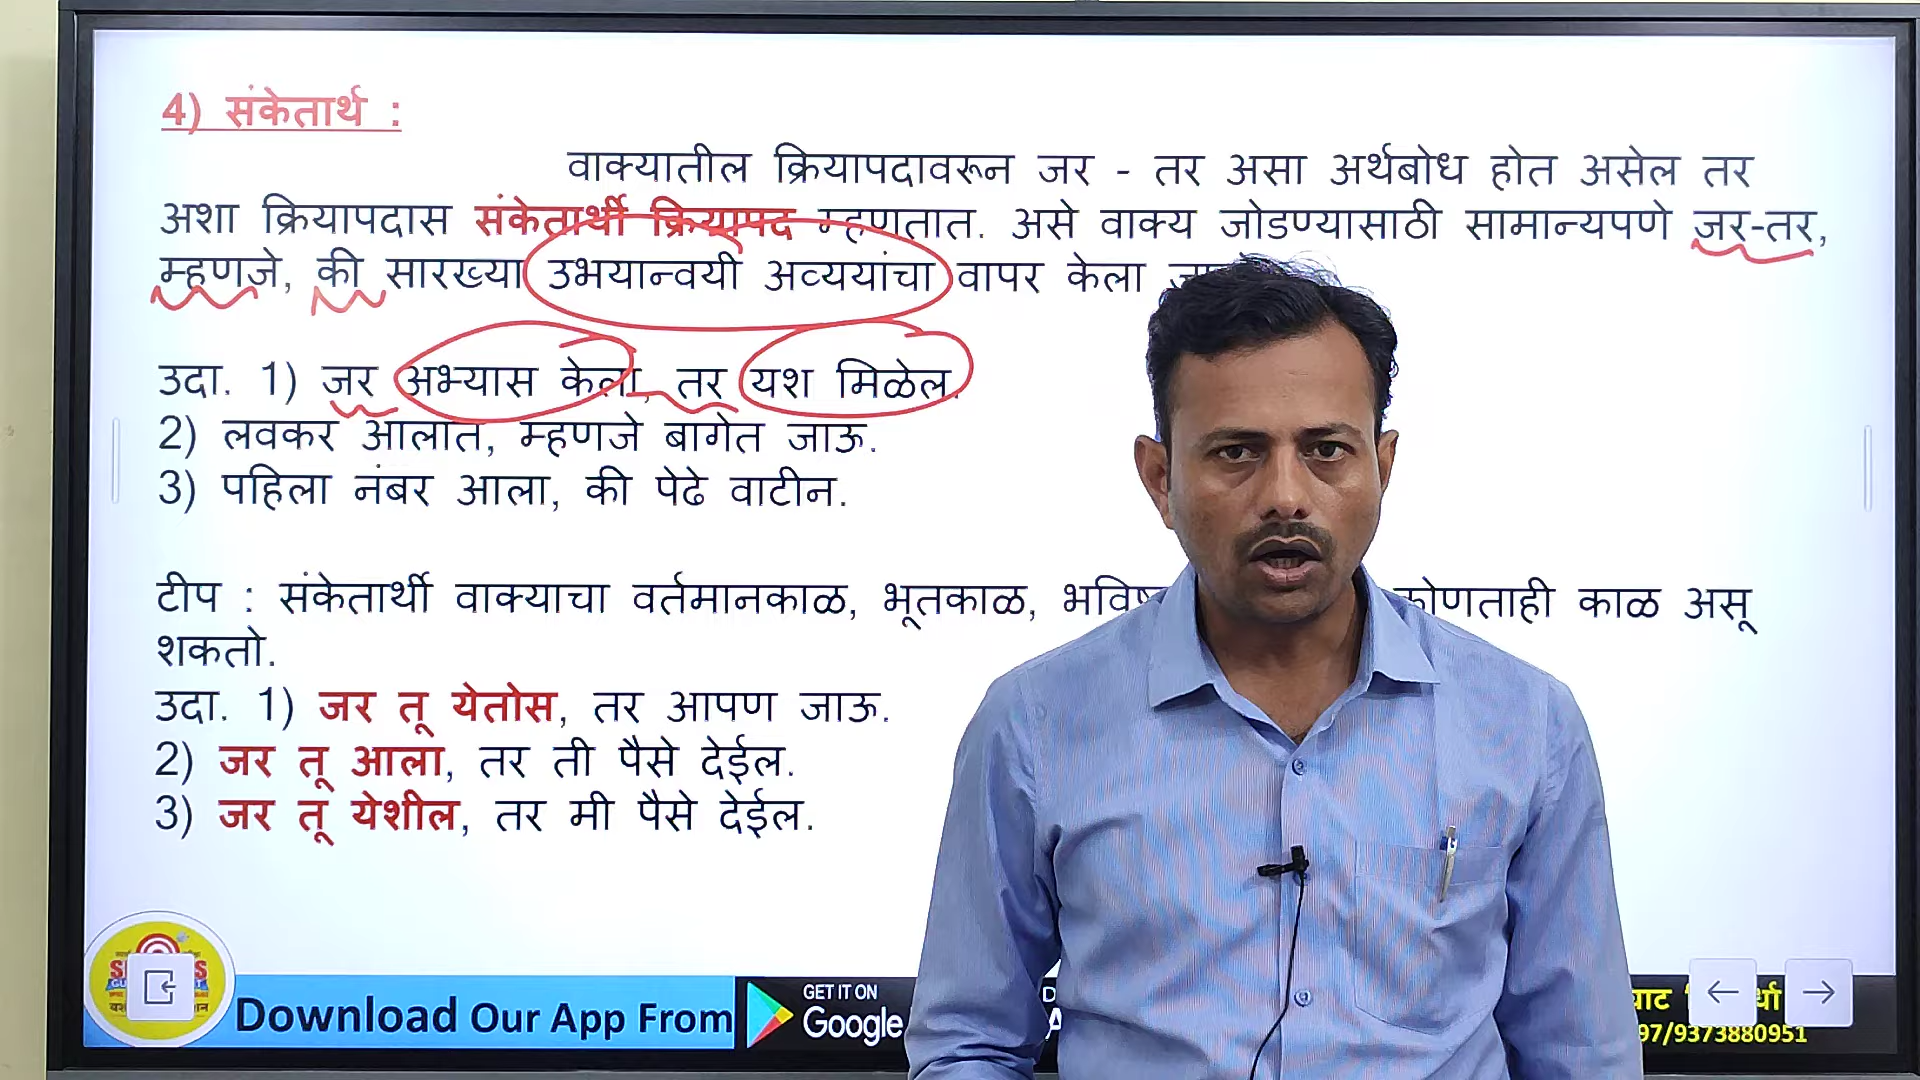 4) संकेतार्थ :
वाक्यातील क्रियापदावरून जर - तर असा अर्थबोध होत असेल तर
अशा क्रियापदास संकेतार्थी क्रियापद म्हणतात. असे वाक्य जोडण्यासाठी सामान्यपणे जर-तर,
म्हणजे, की सारख्या उभयान्वयी अव्ययांचा वापर केला
उदा. 1) जर अभ्यास केला, तर यश मिळेल.
2) लवकर आलात, म्हणजे बागेत जाऊ.
3) पहिला नंबर आला, की पेढे वाटीन.
टीप : संकेतार्थी वाक्याचा वर्तमानकाळ, भूतकाळ, कोणताही काळ असू
शकतो.
उदा. 1) जर तू येतोस, तर आपण जाऊ.
2) जर तू आला, तर ती पैसे देईल.
3) जर तू येशील, तर मी पैसे देईल.
Download Our App From
GET IT ON
Google
97/9373880951